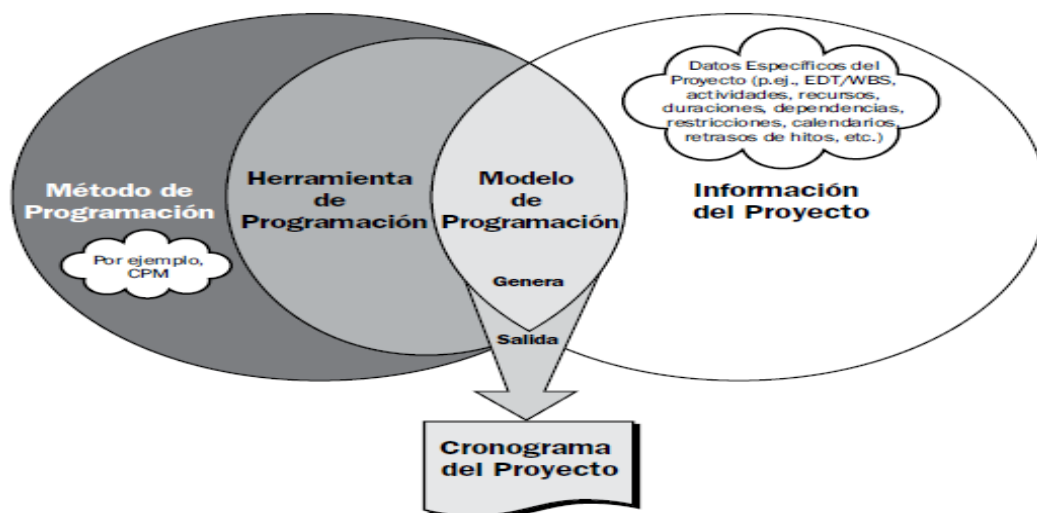 Método de
Programación
Por ejemplo,
CPM
Herramienta
de
Programación
Modelo
de
Programación
Genera
Salida
Datos Específicos del
Proyecto (p.ej., EDT/WBS,
actividades, recursos,
duraciones, dependencias,
restricciones, calendarios,
retrasos de hitos, etc.)
Información
del Proyecto
Cronograma
del Proyecto